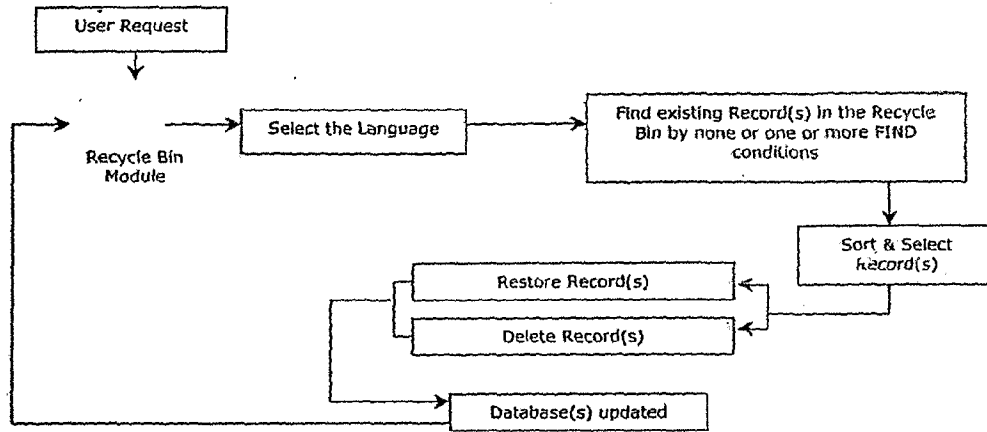 User Request
Recycle Bin
Module
Select the Language
Find existing Record(s) in the Recycle
Bin by none or one or more FIND
conditions
Sort & Select
Record(s)
Restore Record(s)
Delete Record(s)
Database(s) updated